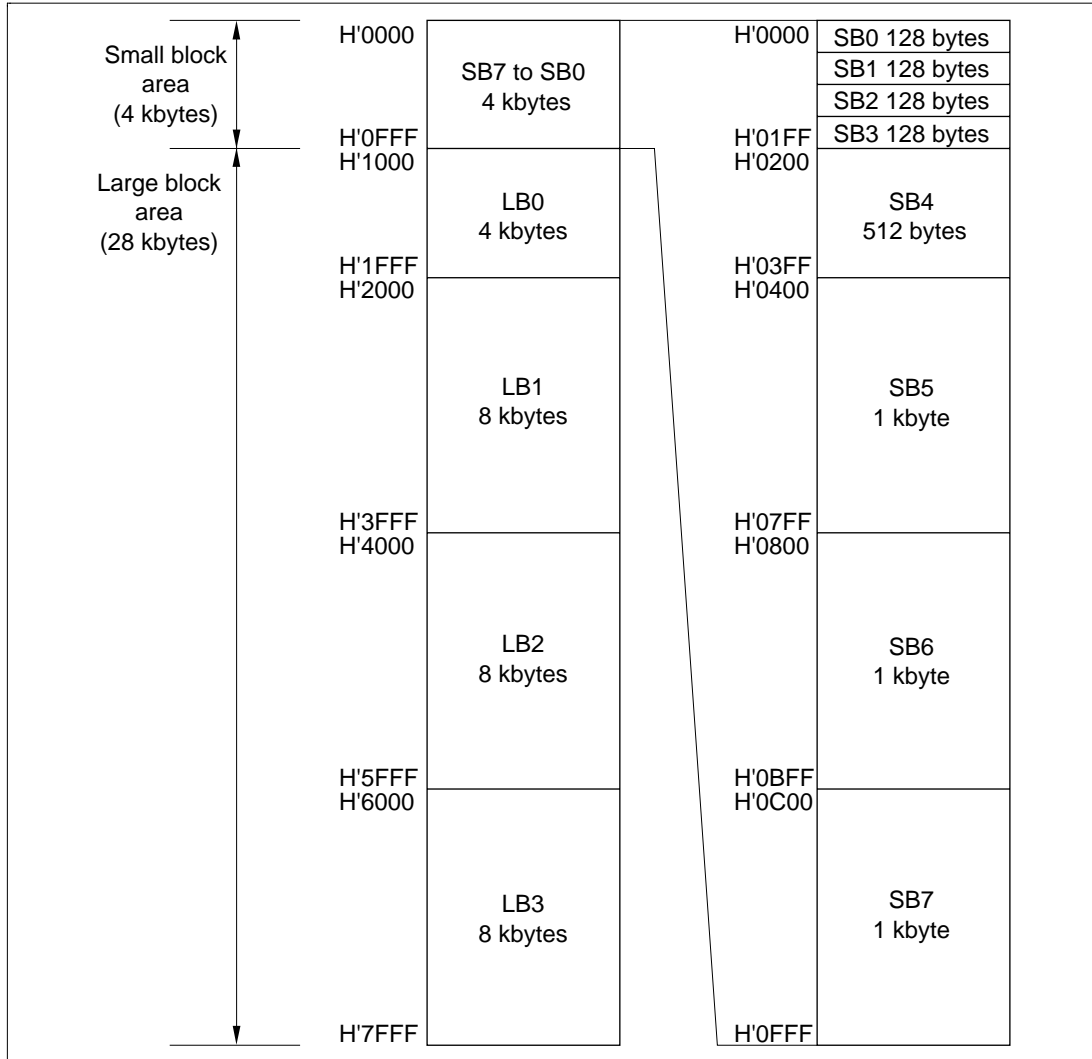 Small block
area
(4 kbytes)
Large block
area
(28 kbytes)
H'0000
SB7 to SB0
4 kbytes
H'0FFF
H'1000
LB0
4 kbytes
H'1FFF
H'2000
LB1
8 kbytes
H'3FFF
H'4000
LB2
8 kbytes
H'5FFF
H'6000
LB3
8 kbytes
H'7FFF
H'0000
SB0 128 bytes
SB1 128 bytes
SB2 128 bytes
SB3 128 bytes
H'01FF
H'0200
SB4
512 bytes
H'03FF
H'0400
SB5
1 kbyte
H'07FF
H'0800
SB6
1 kbyte
H'0BFF
H'0C00
SB7
1 kbyte
H'0FFF